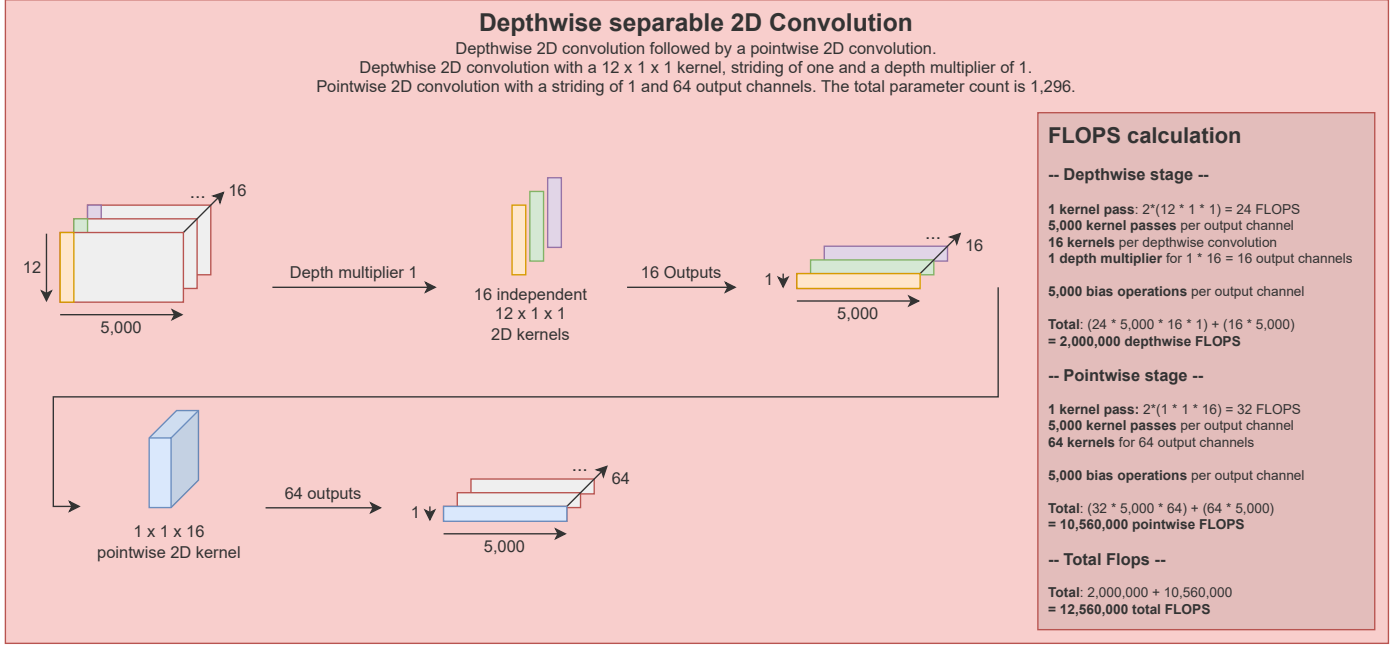 Depthwise separable 2D Convolution
Depthwise 2D convolution followed by a pointwise 2D convolution.
Deptwhise 2D convolution with a 12 x 1 x 1 kernel, striding of one and a depth multiplier of 1.
Pointwise 2D convolution with a striding of 1 and 64 output channels. The total parameter count is 1,296.
12
5,000
... 16
Depth multiplier 1
16 independent
12 x 1 x 1
2D kernels
16 Outputs
1
5,000
... 16
1 x 1 x 16
pointwise 2D kernel
64 outputs
1
5,000
... 64
FLOPS calculation
-- Depthwise stage --
1 kernel pass: 2*(12 * 1 * 1) = 24 FLOPS
5,000 kernel passes per output channel
16 kernels per depthwise convolution
1 depth multiplier for 1 * 16 = 16 output channels
5,000 bias operations per output channel
Total: (24 * 5,000 * 16 * 1) + (16 * 5,000)
= 2,000,000 depthwise FLOPS
-- Pointwise stage --
1 kernel pass: 2*(1 * 1 * 16) = 32 FLOPS
5,000 kernel passes per output channel
64 kernels for 64 output channels
5,000 bias operations per output channel
Total: (32 * 5,000 * 64) + (64 * 5,000)
= 10,560,000 pointwise FLOPS
-- Total Flops --
Total: 2,000,000 + 10,560,000
= 12,560,000 total FLOPS